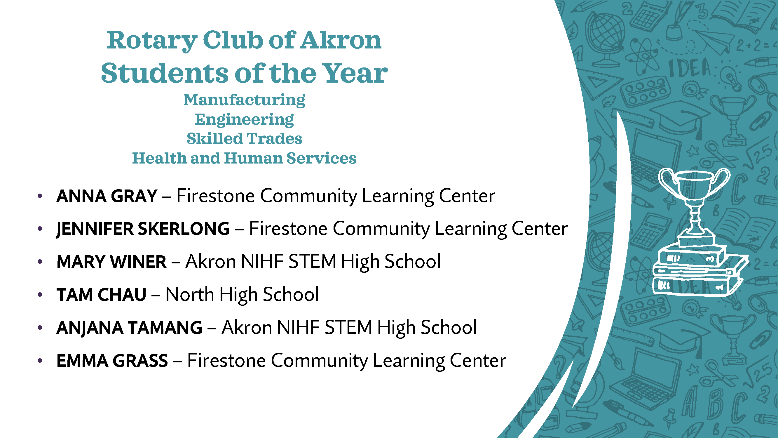 Rotary Club of Akron
Students of the Year
Manufacturing
Engineering
Skilled Trades
Health and Human Services
• ANNA GRAY – Firestone Community Learning Center
• JENNIFER SKERLONG – Firestone Community Learning Center
• MARY WINER – Akron NIHF STEM High School
• TAM CHAU – North High School
• ANJANA TAMANG – Akron NIHF STEM High School
• EMMA GRASS – Firestone Community Learning Center
2+2=
IDEA
ABC